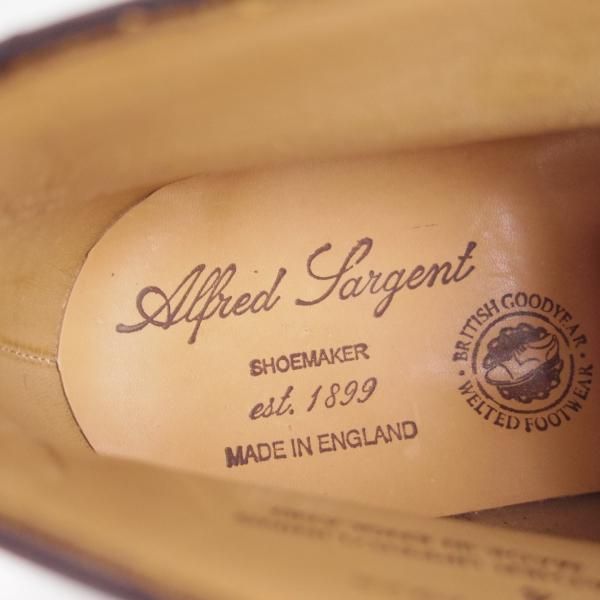 Alfred Sargent
SHOEMAKER
est. 1899
MADE IN ENGLAND
· BRITISH GOODYEAR ·
WELTED FOOTWEAR